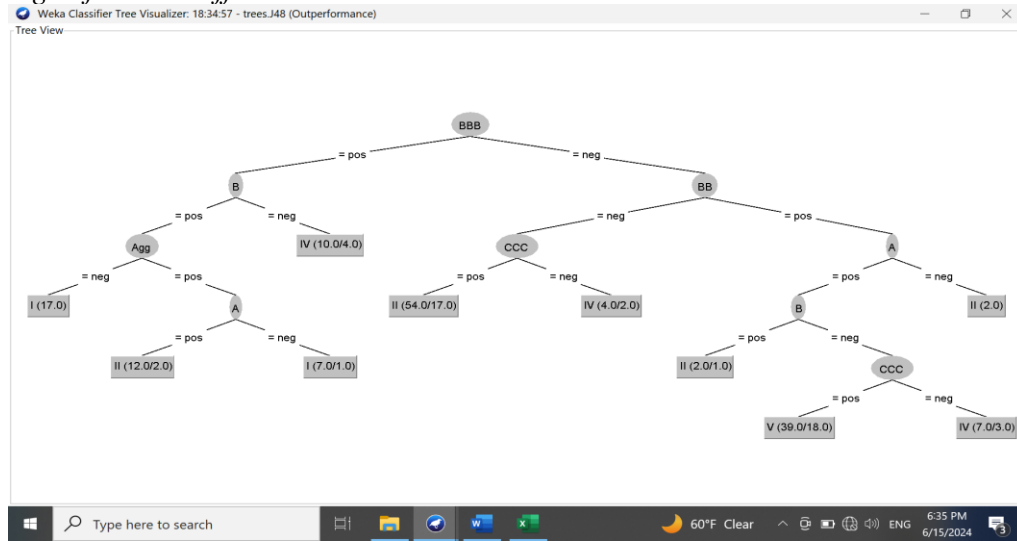 Weka Classifier Tree Visualizer: 18:34:57 - trees.J48 (Outperformance)
Tree View
BBB
= pos
= neg
B
BB
= pos
= neg
= neg
= pos
Agg
IV (10.0/4.0)
CCC
A
= neg
= pos
= pos
= neg
= pos
= neg
I (17.0)
A
II (54.0/17.0)
IV (4.0/2.0)
B
II (2.0)
= pos
= neg
= pos
= neg
II (12.0/2.0)
I (7.0/1.0)
II (2.0/1.0)
CCC
= pos
= neg
V (39.0/18.0)
IV (7.0/3.0)
Type here to search
60°F Clear
ENG
6:35 PM
6/15/2024
3